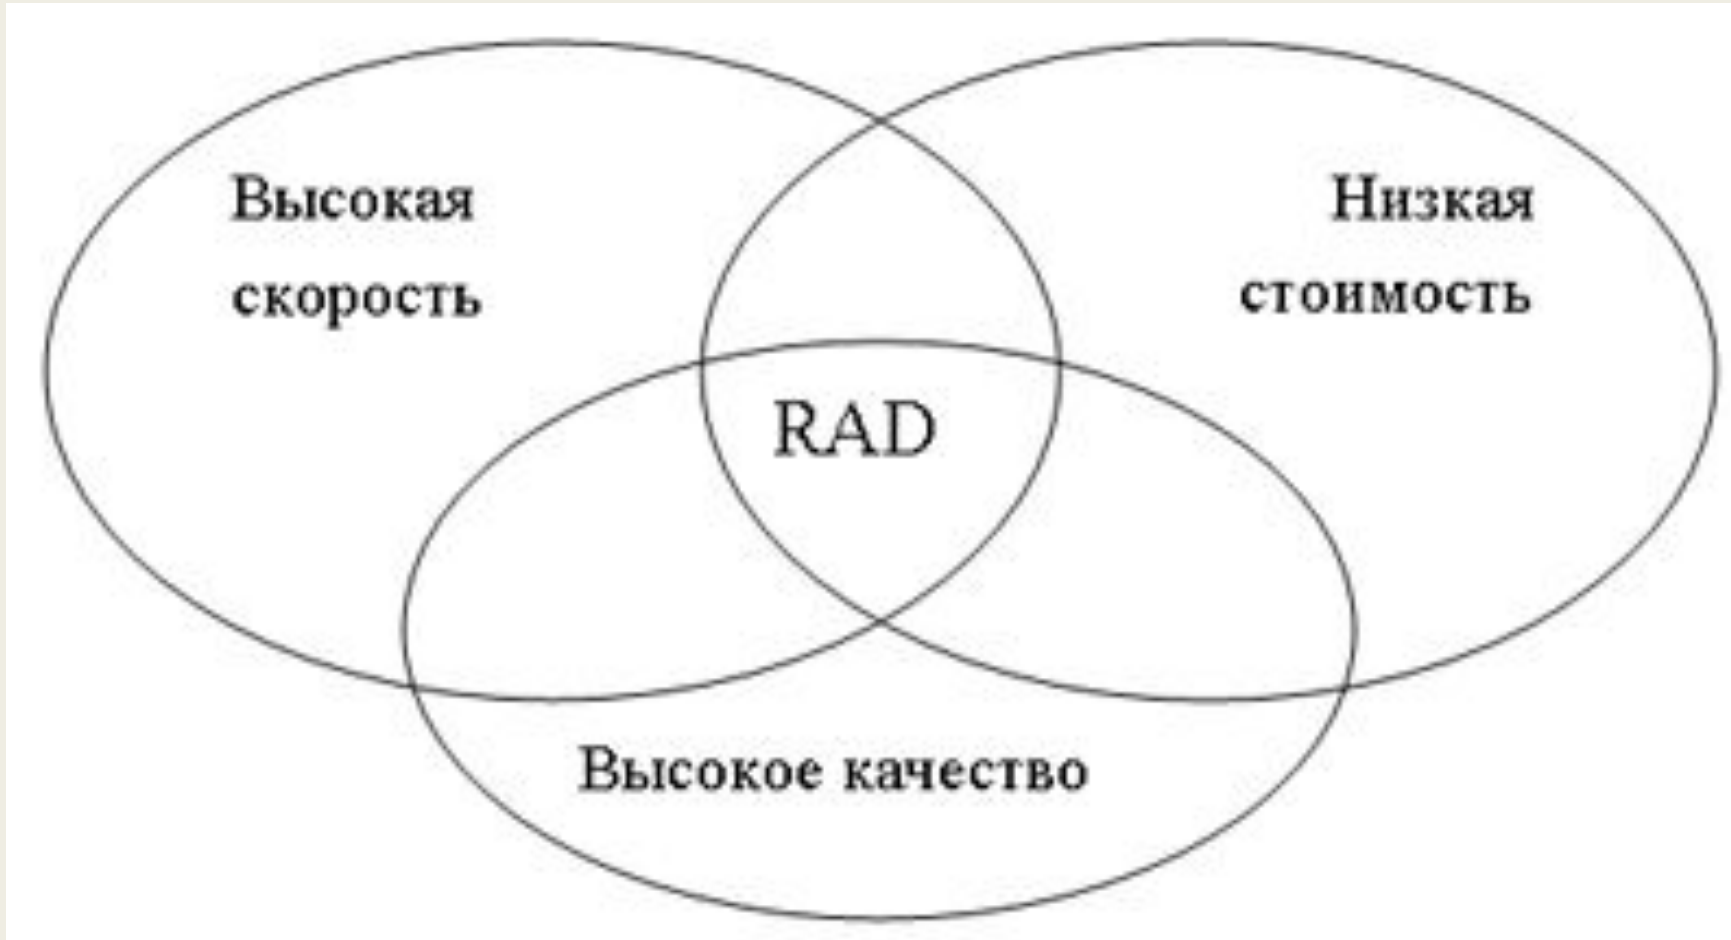 Высокая
скорость
Низкая
стоимость
RAD
Высокое качество